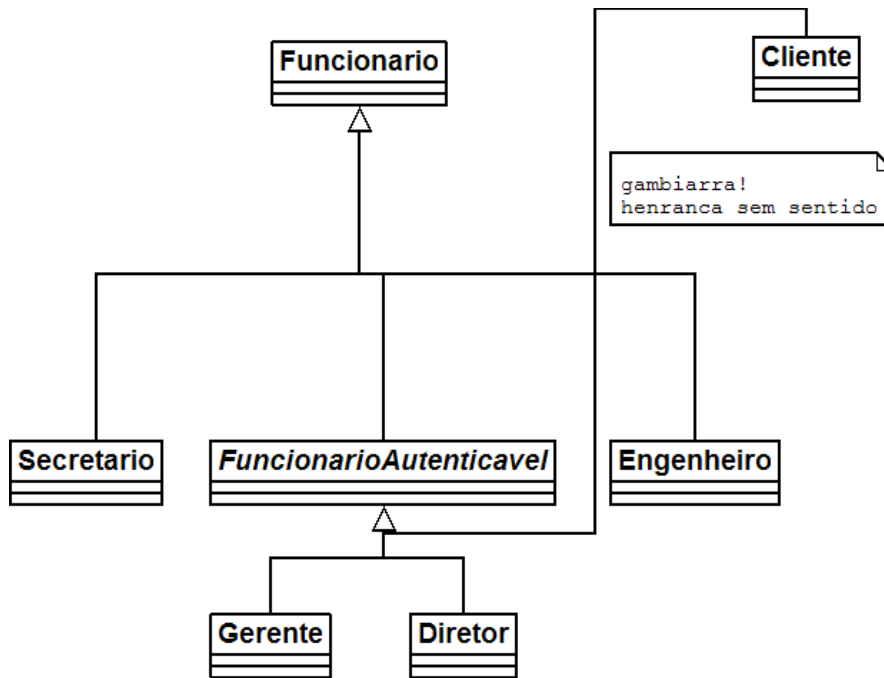 Funcionario
Cliente
gambiarra!
henranca sem sentido
Secretario
FuncionarioAutenticavel
Engenheiro
Gerente
Diretor